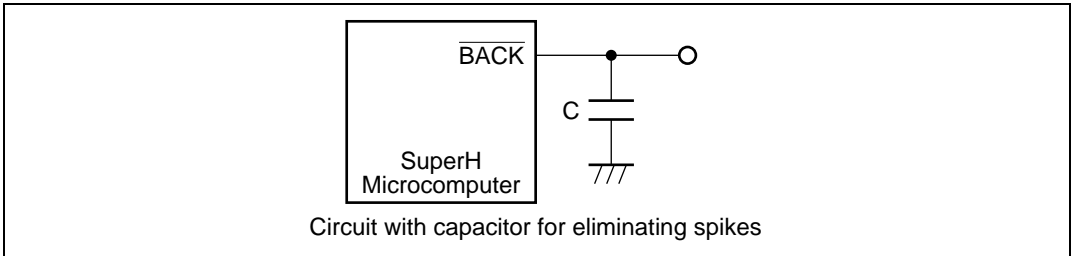 BACK
C
SuperH
Microcomputer
Circuit with capacitor for eliminating spikes